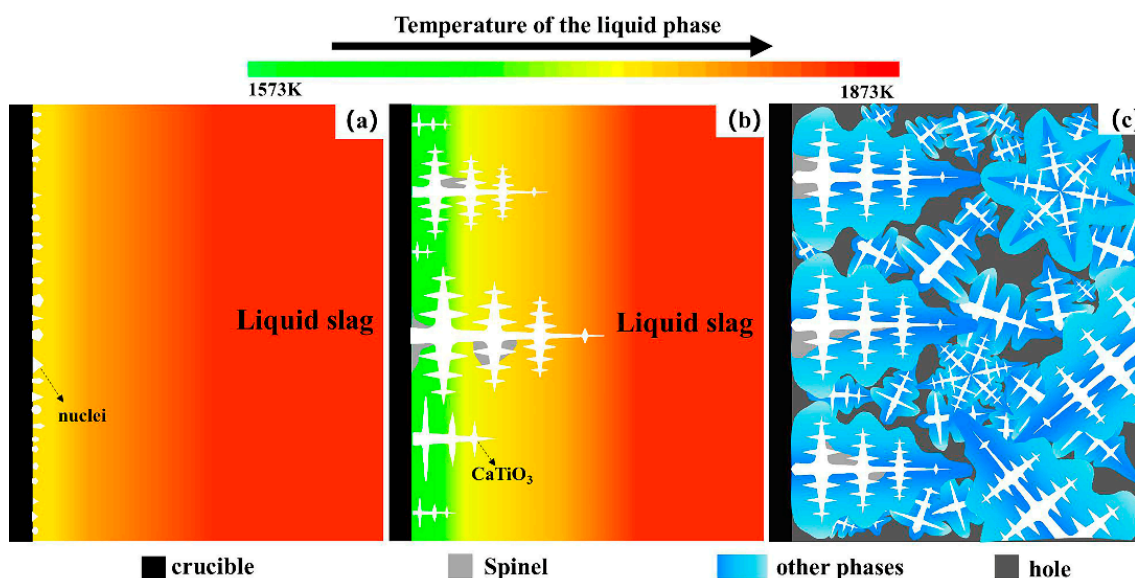 Temperature of the liquid phase
1573K 1873K
(a) (b) (c)
Liquid slag Liquid slag
nuclei
CaTiO₃
crucible Spinel other phases hole